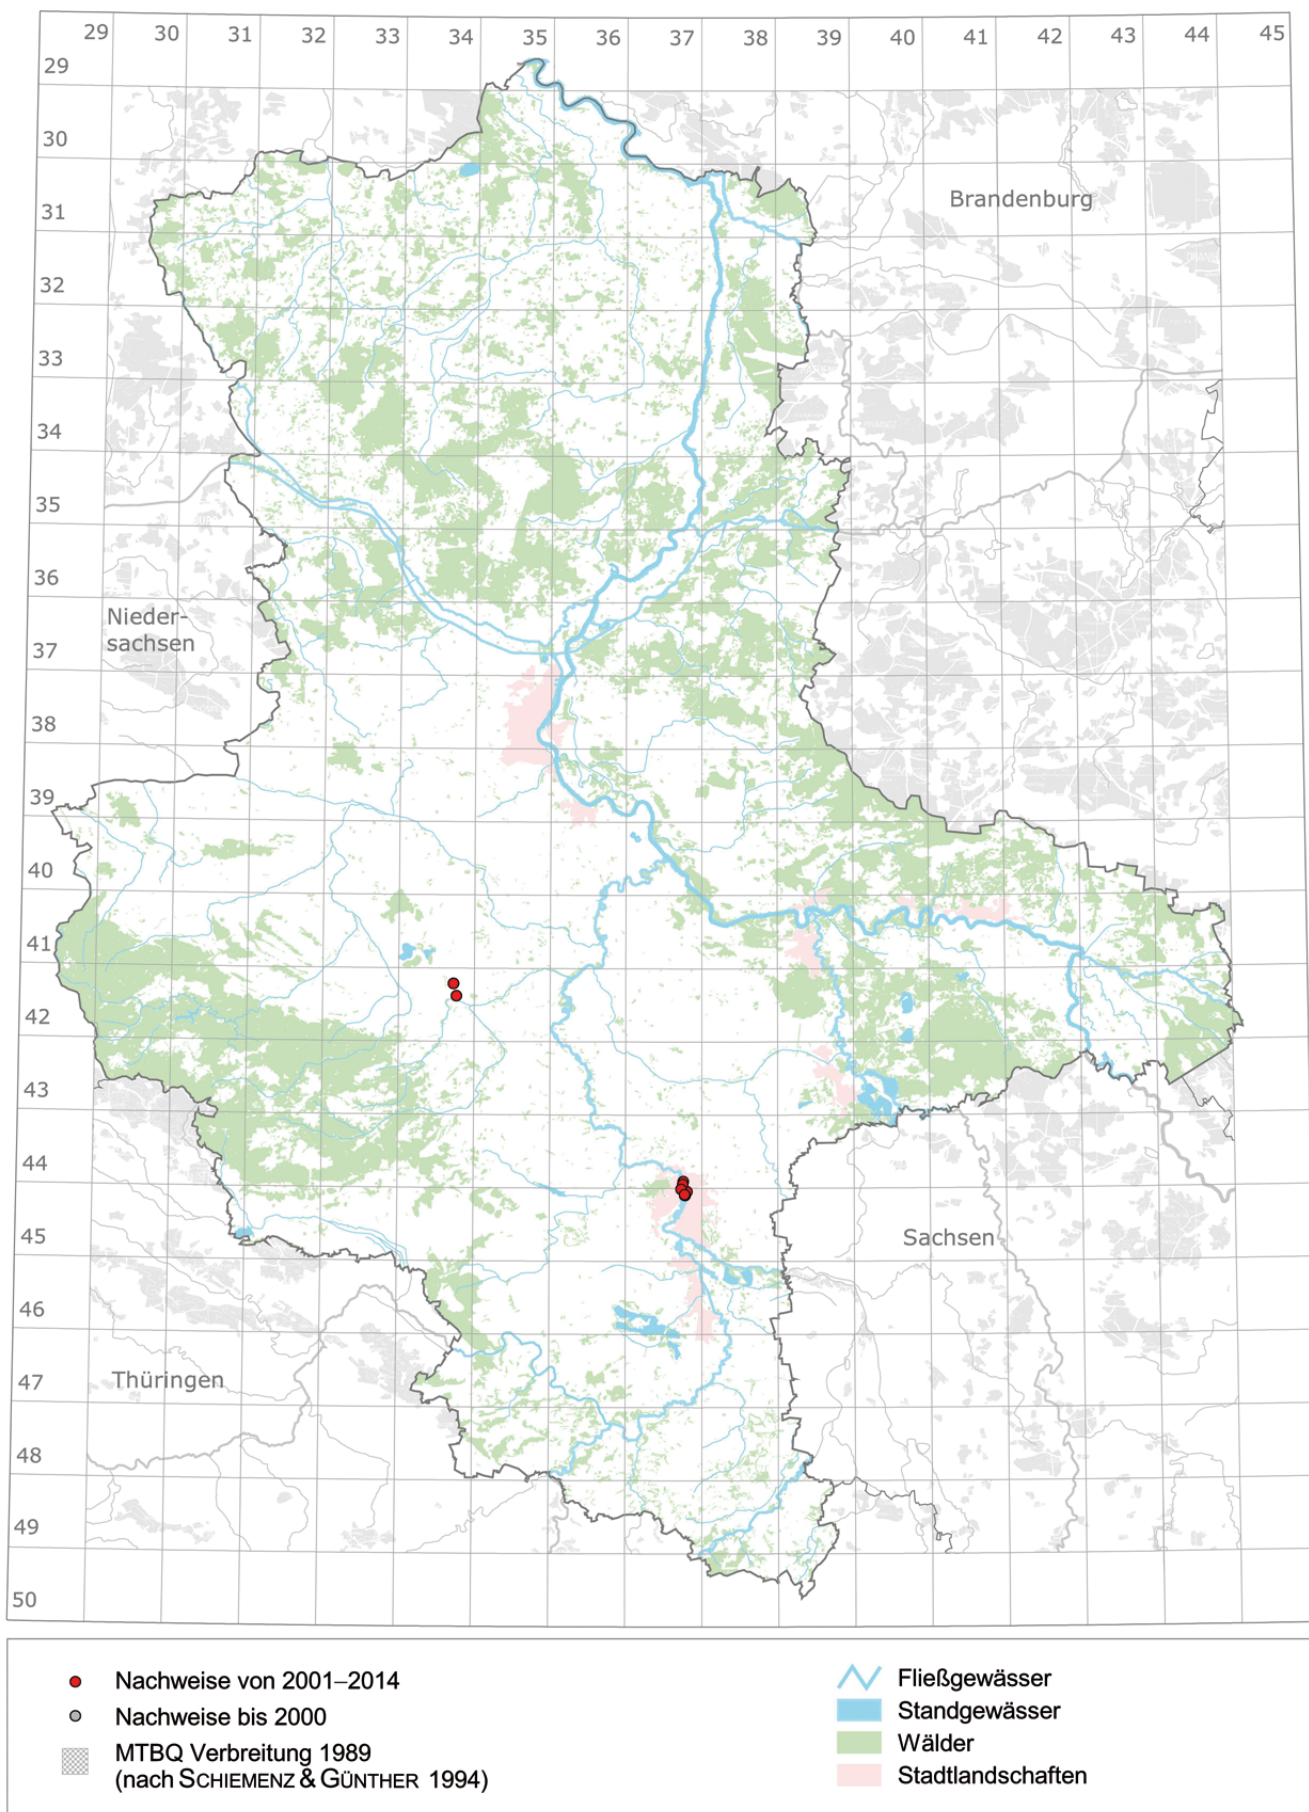 29 30 31 32 33 34 35 36 37 38 39 40 41 42 43 44 45
29
30
31
32
33
34
35
36
37
38
39
40
41
42
43
44
45
46
47
48
49
50
Brandenburg
Nieder-
sachsen
Sachsen
Thüringen
Nachweise von 2001–2014
Nachweise bis 2000
MTBQ Verbreitung 1989
(nach SCHIEMENZ & GÜNTHER 1994)
Fließgewässer
Standgewässer
Wälder
Stadtlandschaften